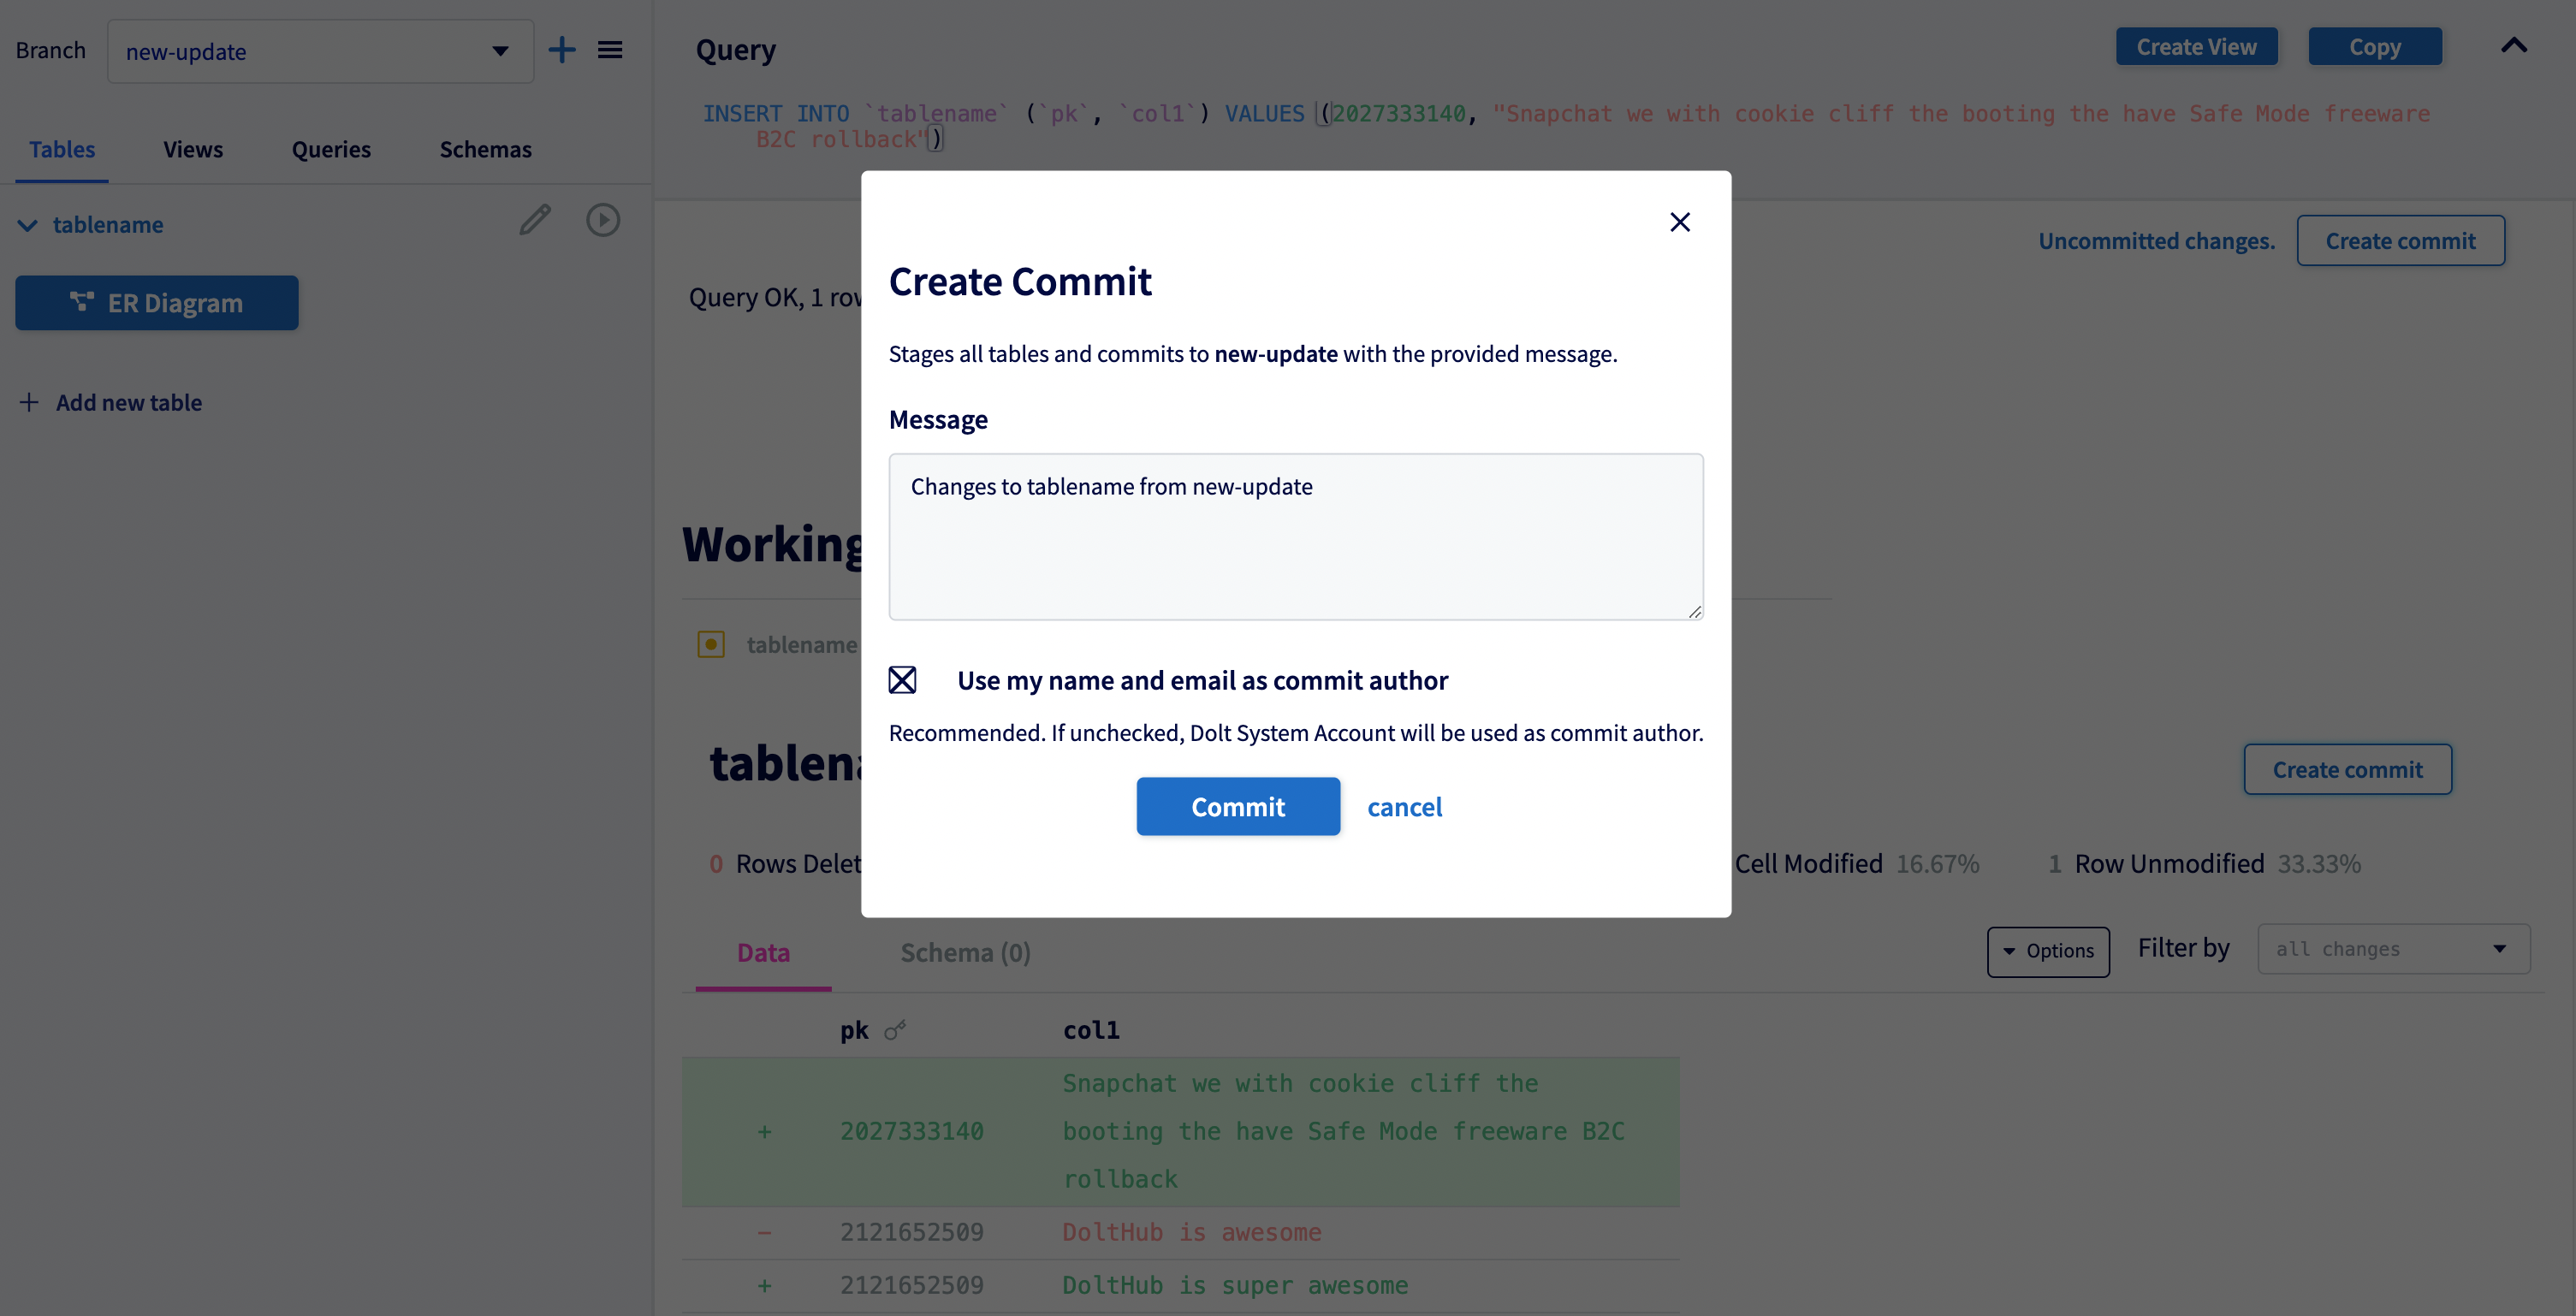 Branch
new-update
Tables
Views
Queries
Schemas
tablename
ER Diagram
Add new table
Query
Create View
Copy
INSERT INTO `tablename` (`pk`, `col1`) VALUES (2027333140, "Snapchat we with cookie cliff the booting the have Safe Mode freeware
B2C rollback")
Uncommitted changes.
Create commit
Query OK, 1
Create Commit
Stages all tables and commits to new-update with the provided message.
Message
Changes to tablename from new-update
Use my name and email as commit author
Recommended. If unchecked, Dolt System Account will be used as commit author.
Commit
cancel
Working
tablename
Create commit
0 Rows
Cell Modified 16.67%
1 Row Unmodified 33.33%
Data
Schema (0)
Options
Filter by
all changes
pk
col1
Snapchat we with cookie cliff the
+ 2027333140 booting the have Safe Mode freeware B2C
rollback
- 2121652509 DoltHub is awesome
+ 2121652509 DoltHub is super awesome